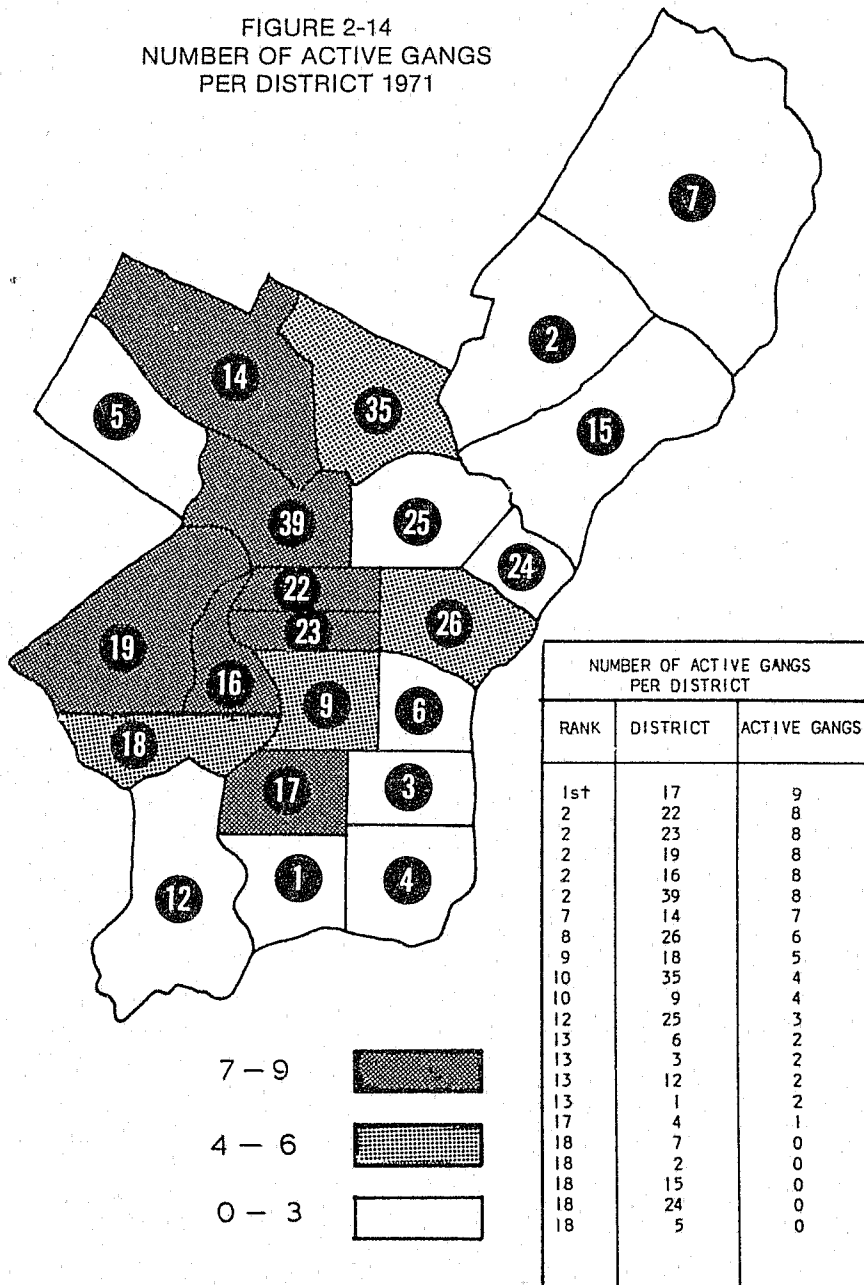 FIGURE 2-14
NUMBER OF ACTIVE GANGS
PER DISTRICT 1971
7
2
14
35
5
15
39
25
24
22
23
26
19
16
9
6
18
17
3
1
4
12
7 – 9
4 – 6
0 – 3
NUMBER OF ACTIVE GANGS
PER DISTRICT
RANK DISTRICT ACTIVE GANGS
1st 17 9
2 22 8
2 23 8
2 19 8
2 16 8
2 39 8
7 14 7
8 26 6
9 18 5
10 35 4
10 9 4
12 25 3
13 6 2
13 3 2
13 12 2
13 1 2
17 4 1
18 7 0
18 2 0
18 15 0
18 24 0
18 5 0